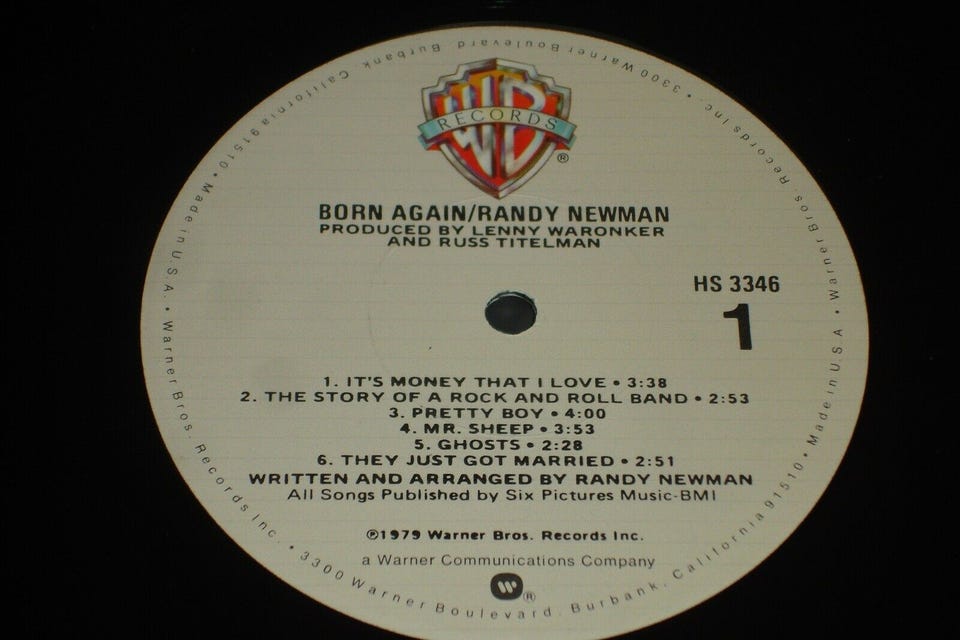 WB
RECORDS
®
BORN AGAIN/RANDY NEWMAN
PRODUCED BY LENNY WARONKER
AND RUSS TITELMAN
HS 3346
1
1. IT'S MONEY THAT I LOVE • 3:38
2. THE STORY OF A ROCK AND ROLL BAND • 2:53
3. PRETTY BOY • 4:00
4. MR. SHEEP • 3:53
5. GHOSTS • 2:28
6. THEY JUST GOT MARRIED • 2:51
WRITTEN AND ARRANGED BY RANDY NEWMAN
All Songs Published by Six Pictures Music-BMI
℗1979 Warner Bros. Records Inc.
a Warner Communications Company
W®
Warner Bros. Records Inc. • 3300 Warner Boulevard. Burbank. California 91510 • Made in U.S.A. • Warner Bros. Records Inc. • 3300 Warner Boulevard. Burbank. California 91510 • Made in U.S.A •